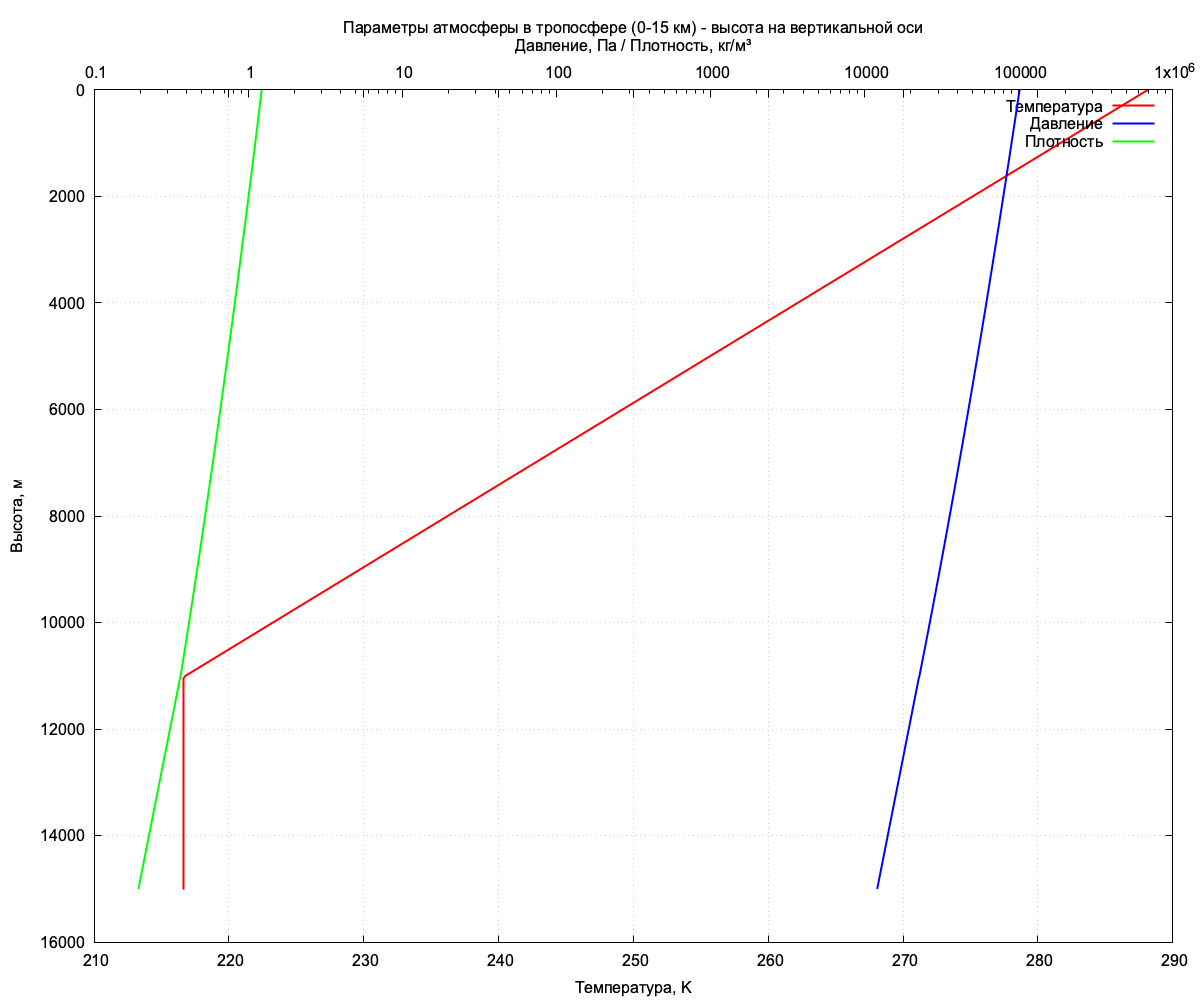 Параметры атмосферы в тропосфере (0-15 км) - высота на вертикальной оси
Давление, Па / Плотность, кг/м³
0.1 1 10 100 1000 10000 100000 1x10⁶
0
2000
4000
6000
8000
10000
12000
14000
16000
Высота, м
Температура
Давление
Плотность
210 220 230 240 250 260 270 280 290
Температура, К